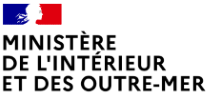 MINISTÈRE
DE L'INTÉRIEUR
ET DES OUTRE-MER